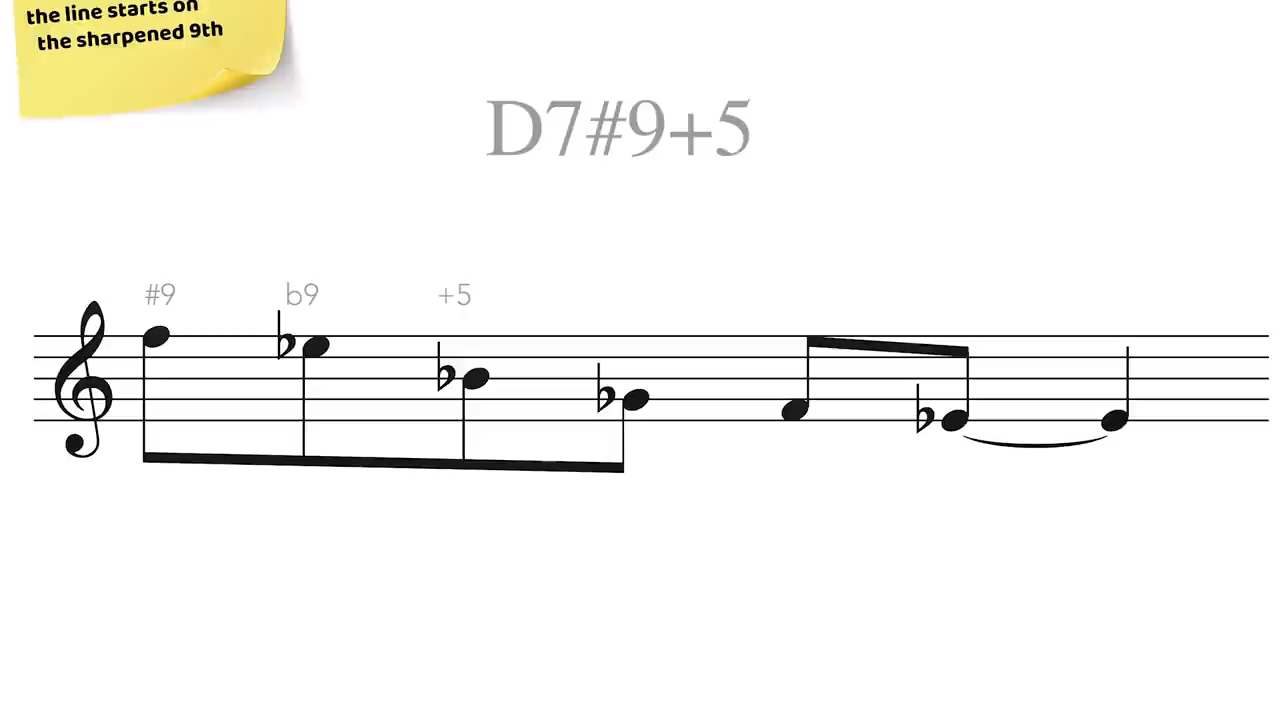 the line starts on
the sharpened 9th
D7#9+5
#9 b9 +5